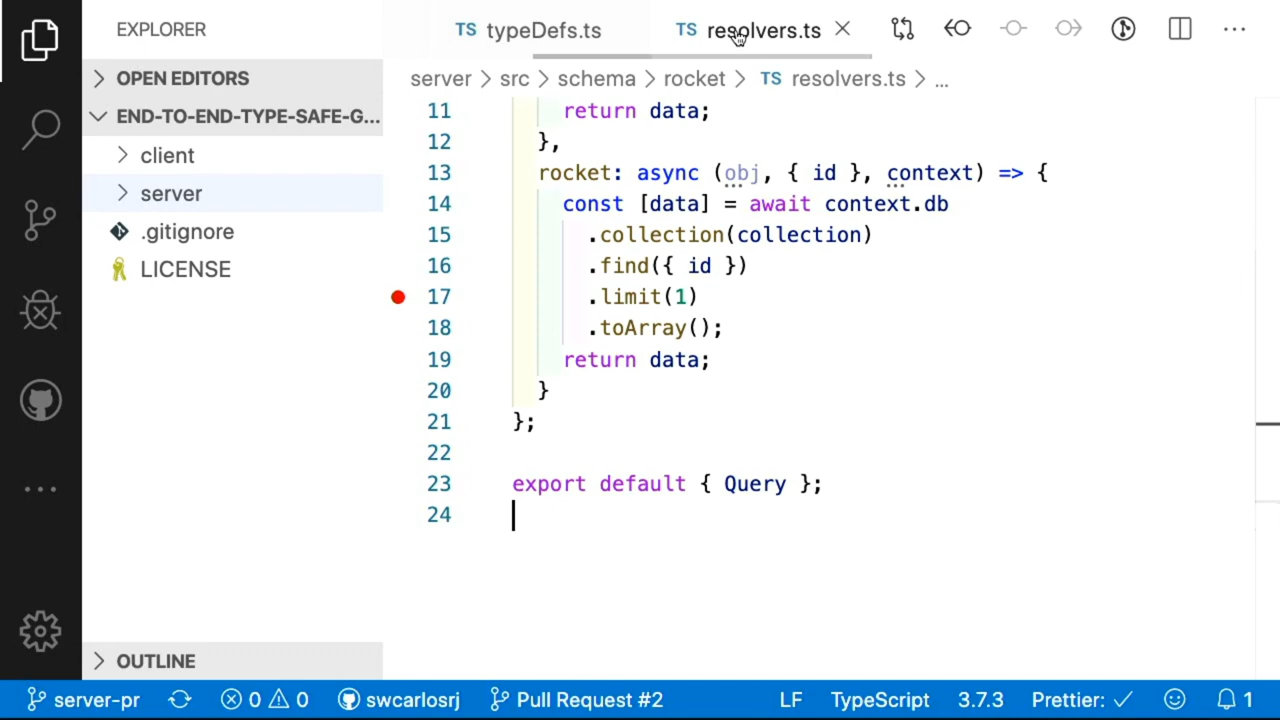 EXPLORER
TS typeDefs.ts
TS resolvers.ts
OPEN EDITORS
END-TO-END-TYPE-SAFE-G...
client
server
.gitignore
LICENSE
OUTLINE
server > src > schema > rocket > TS resolvers.ts > ...
11 return data;
12 },
13 rocket: async (obj, { id }, context) => {
14 const [data] = await context.db
15 .collection(collection)
16 .find({ id })
17 .limit(1)
18 .toArray();
19 return data;
20 }
21 };
22
23 export default { Query };
24
server-pr 0 0 swcarlosrj Pull Request #2 LF TypeScript 3.7.3 Prettier: ✓ 1